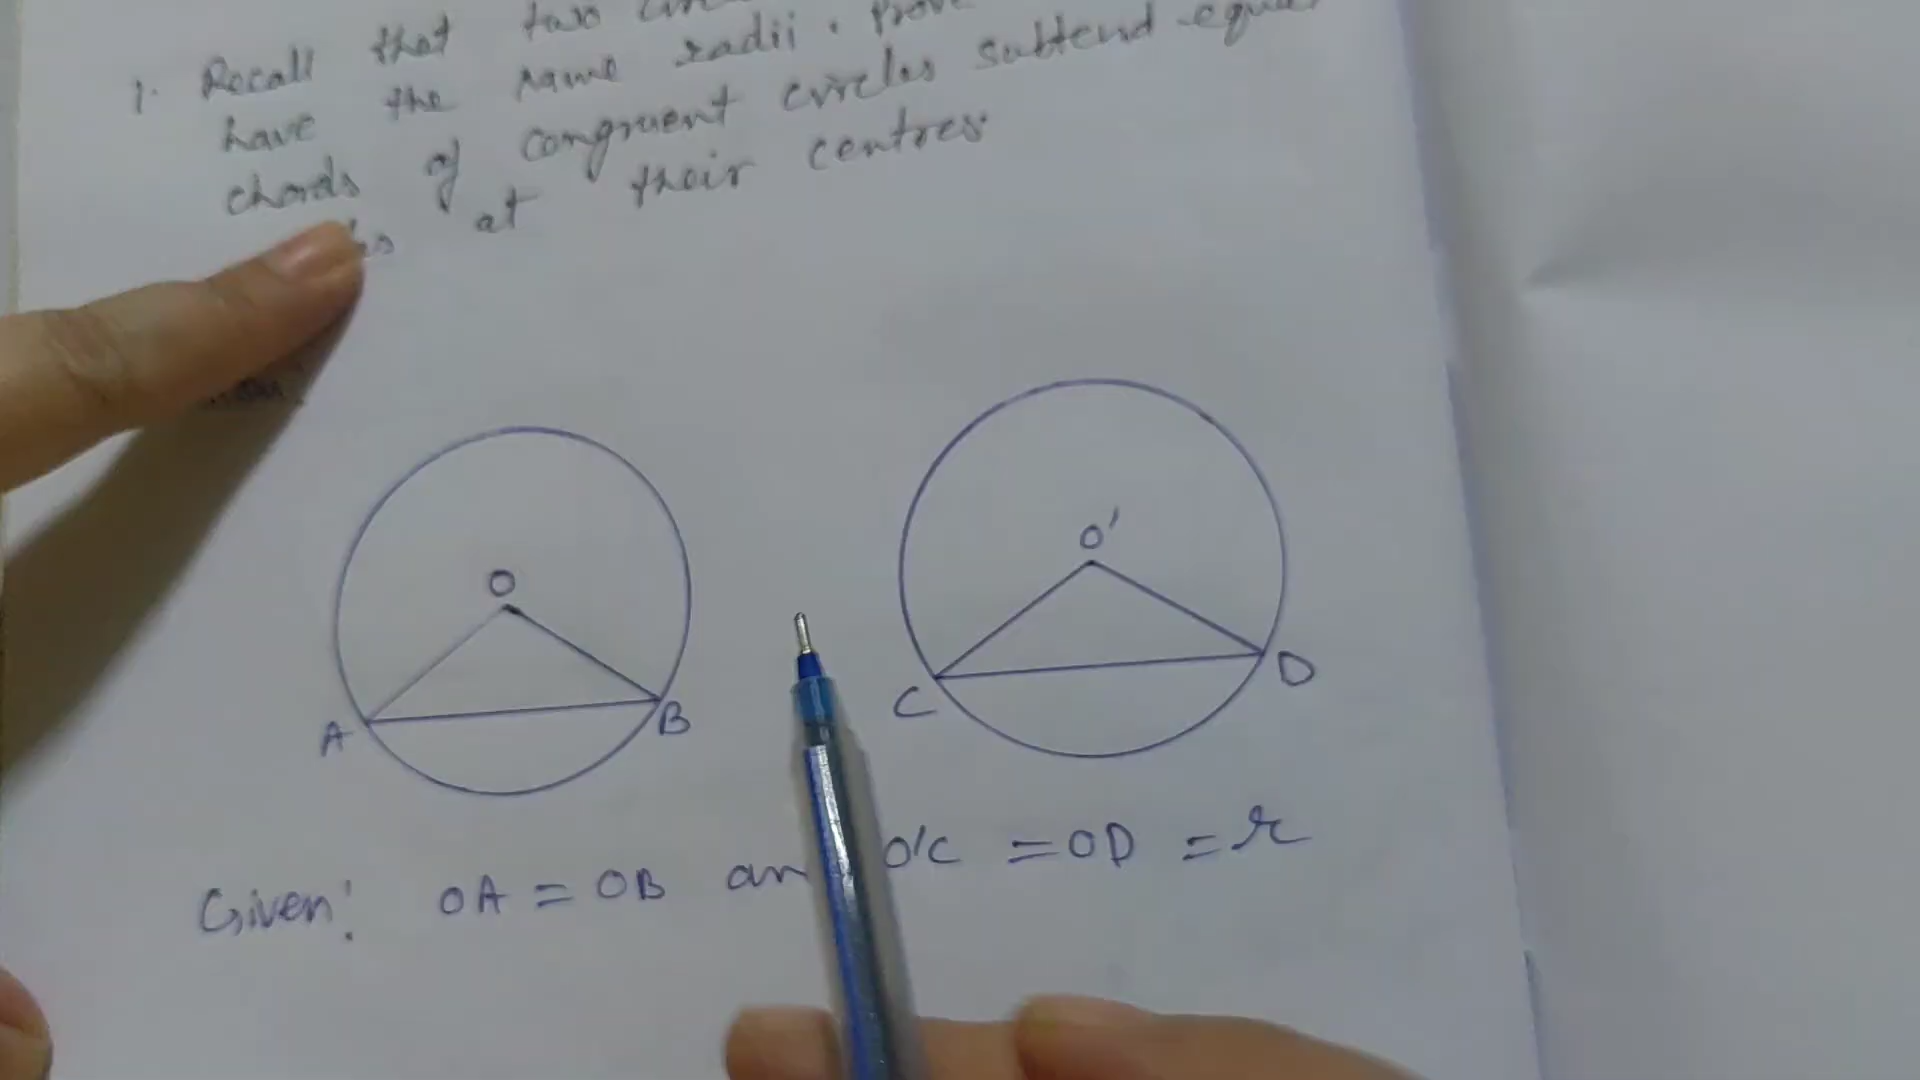 1. Recall that two
have the same radii. Prove
chords of congruent circles subtend equal
at their centres.
O
O'
A
B
C
D
Given: OA = OB an O'C = OD = r